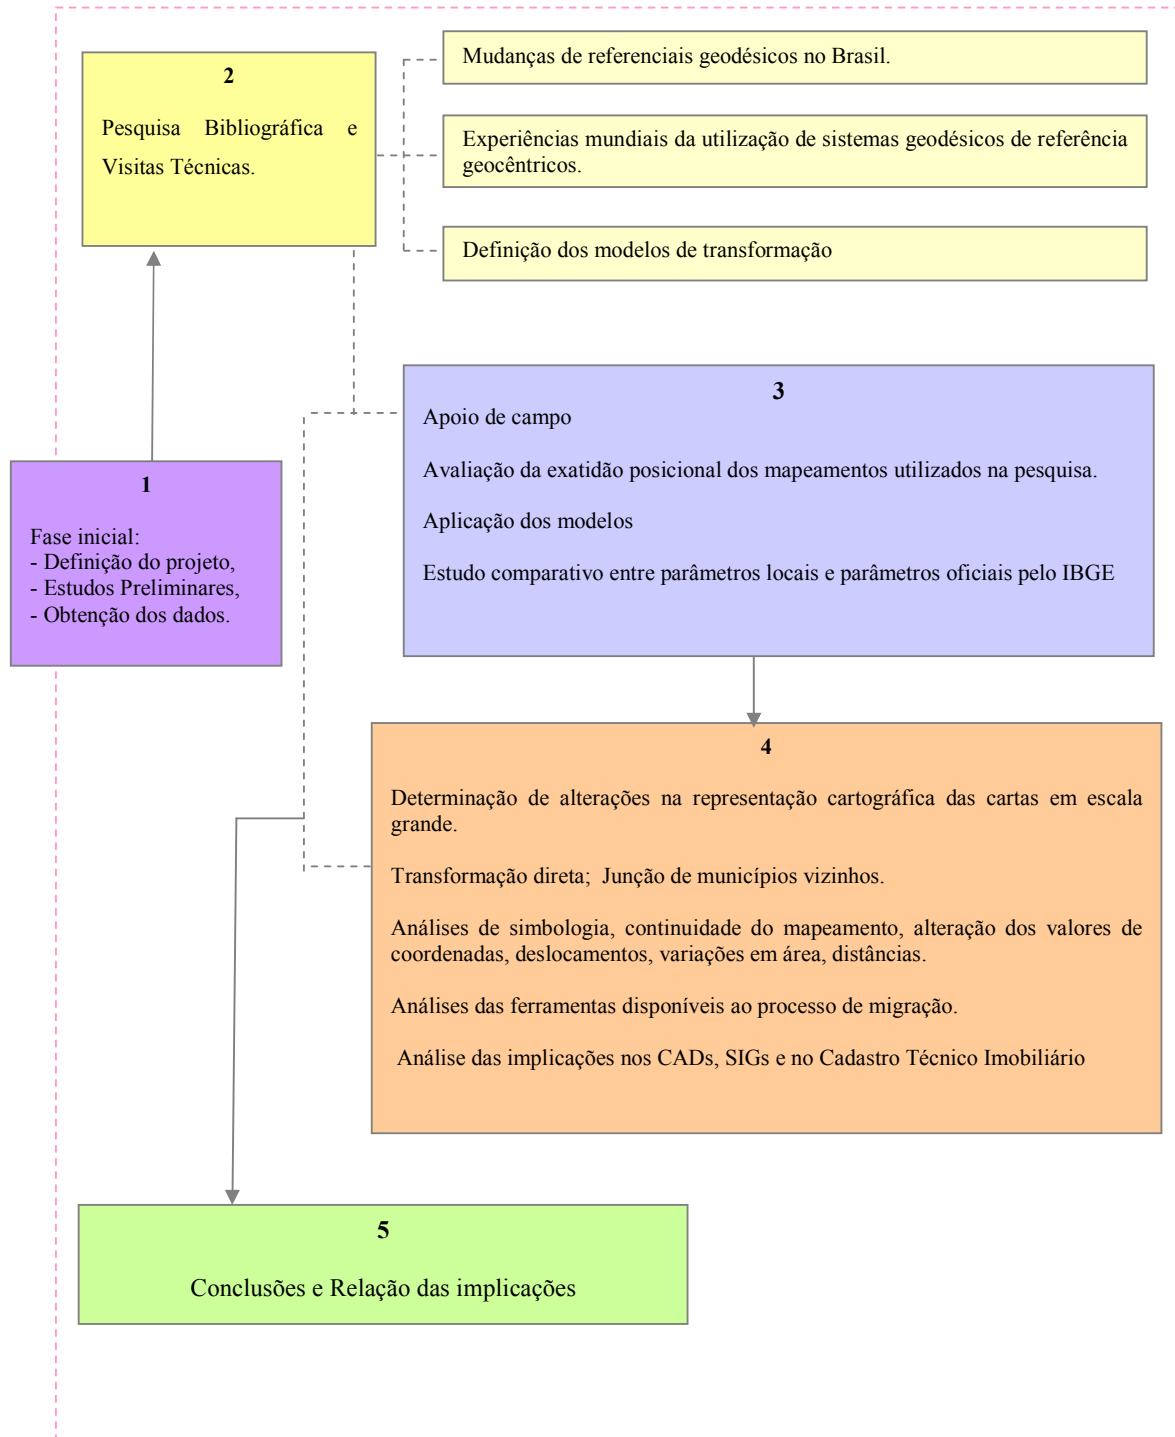 2
Pesquisa Bibliográfica e
Visitas Técnicas.
Mudanças de referenciais geodésicos no Brasil.
Experiências mundiais da utilização de sistemas geodésicos de referência
geocêntricos.
Definição dos modelos de transformação
3
Apoio de campo
Avaliação da exatidão posicional dos mapeamentos utilizados na pesquisa.
Aplicação dos modelos
Estudo comparativo entre parâmetros locais e parâmetros oficiais pelo IBGE
1
Fase inicial:
- Definição do projeto,
- Estudos Preliminares,
- Obtenção dos dados.
4
Determinação de alterações na representação cartográfica das cartas em escala
grande.
Transformação direta; Junção de municípios vizinhos.
Análises de simbologia, continuidade do mapeamento, alteração dos valores de
coordenadas, deslocamentos, variações em área, distâncias.
Análises das ferramentas disponíveis ao processo de migração.
Análise das implicações nos CADs, SIGs e no Cadastro Técnico Imobiliário
5
Conclusões e Relação das implicações